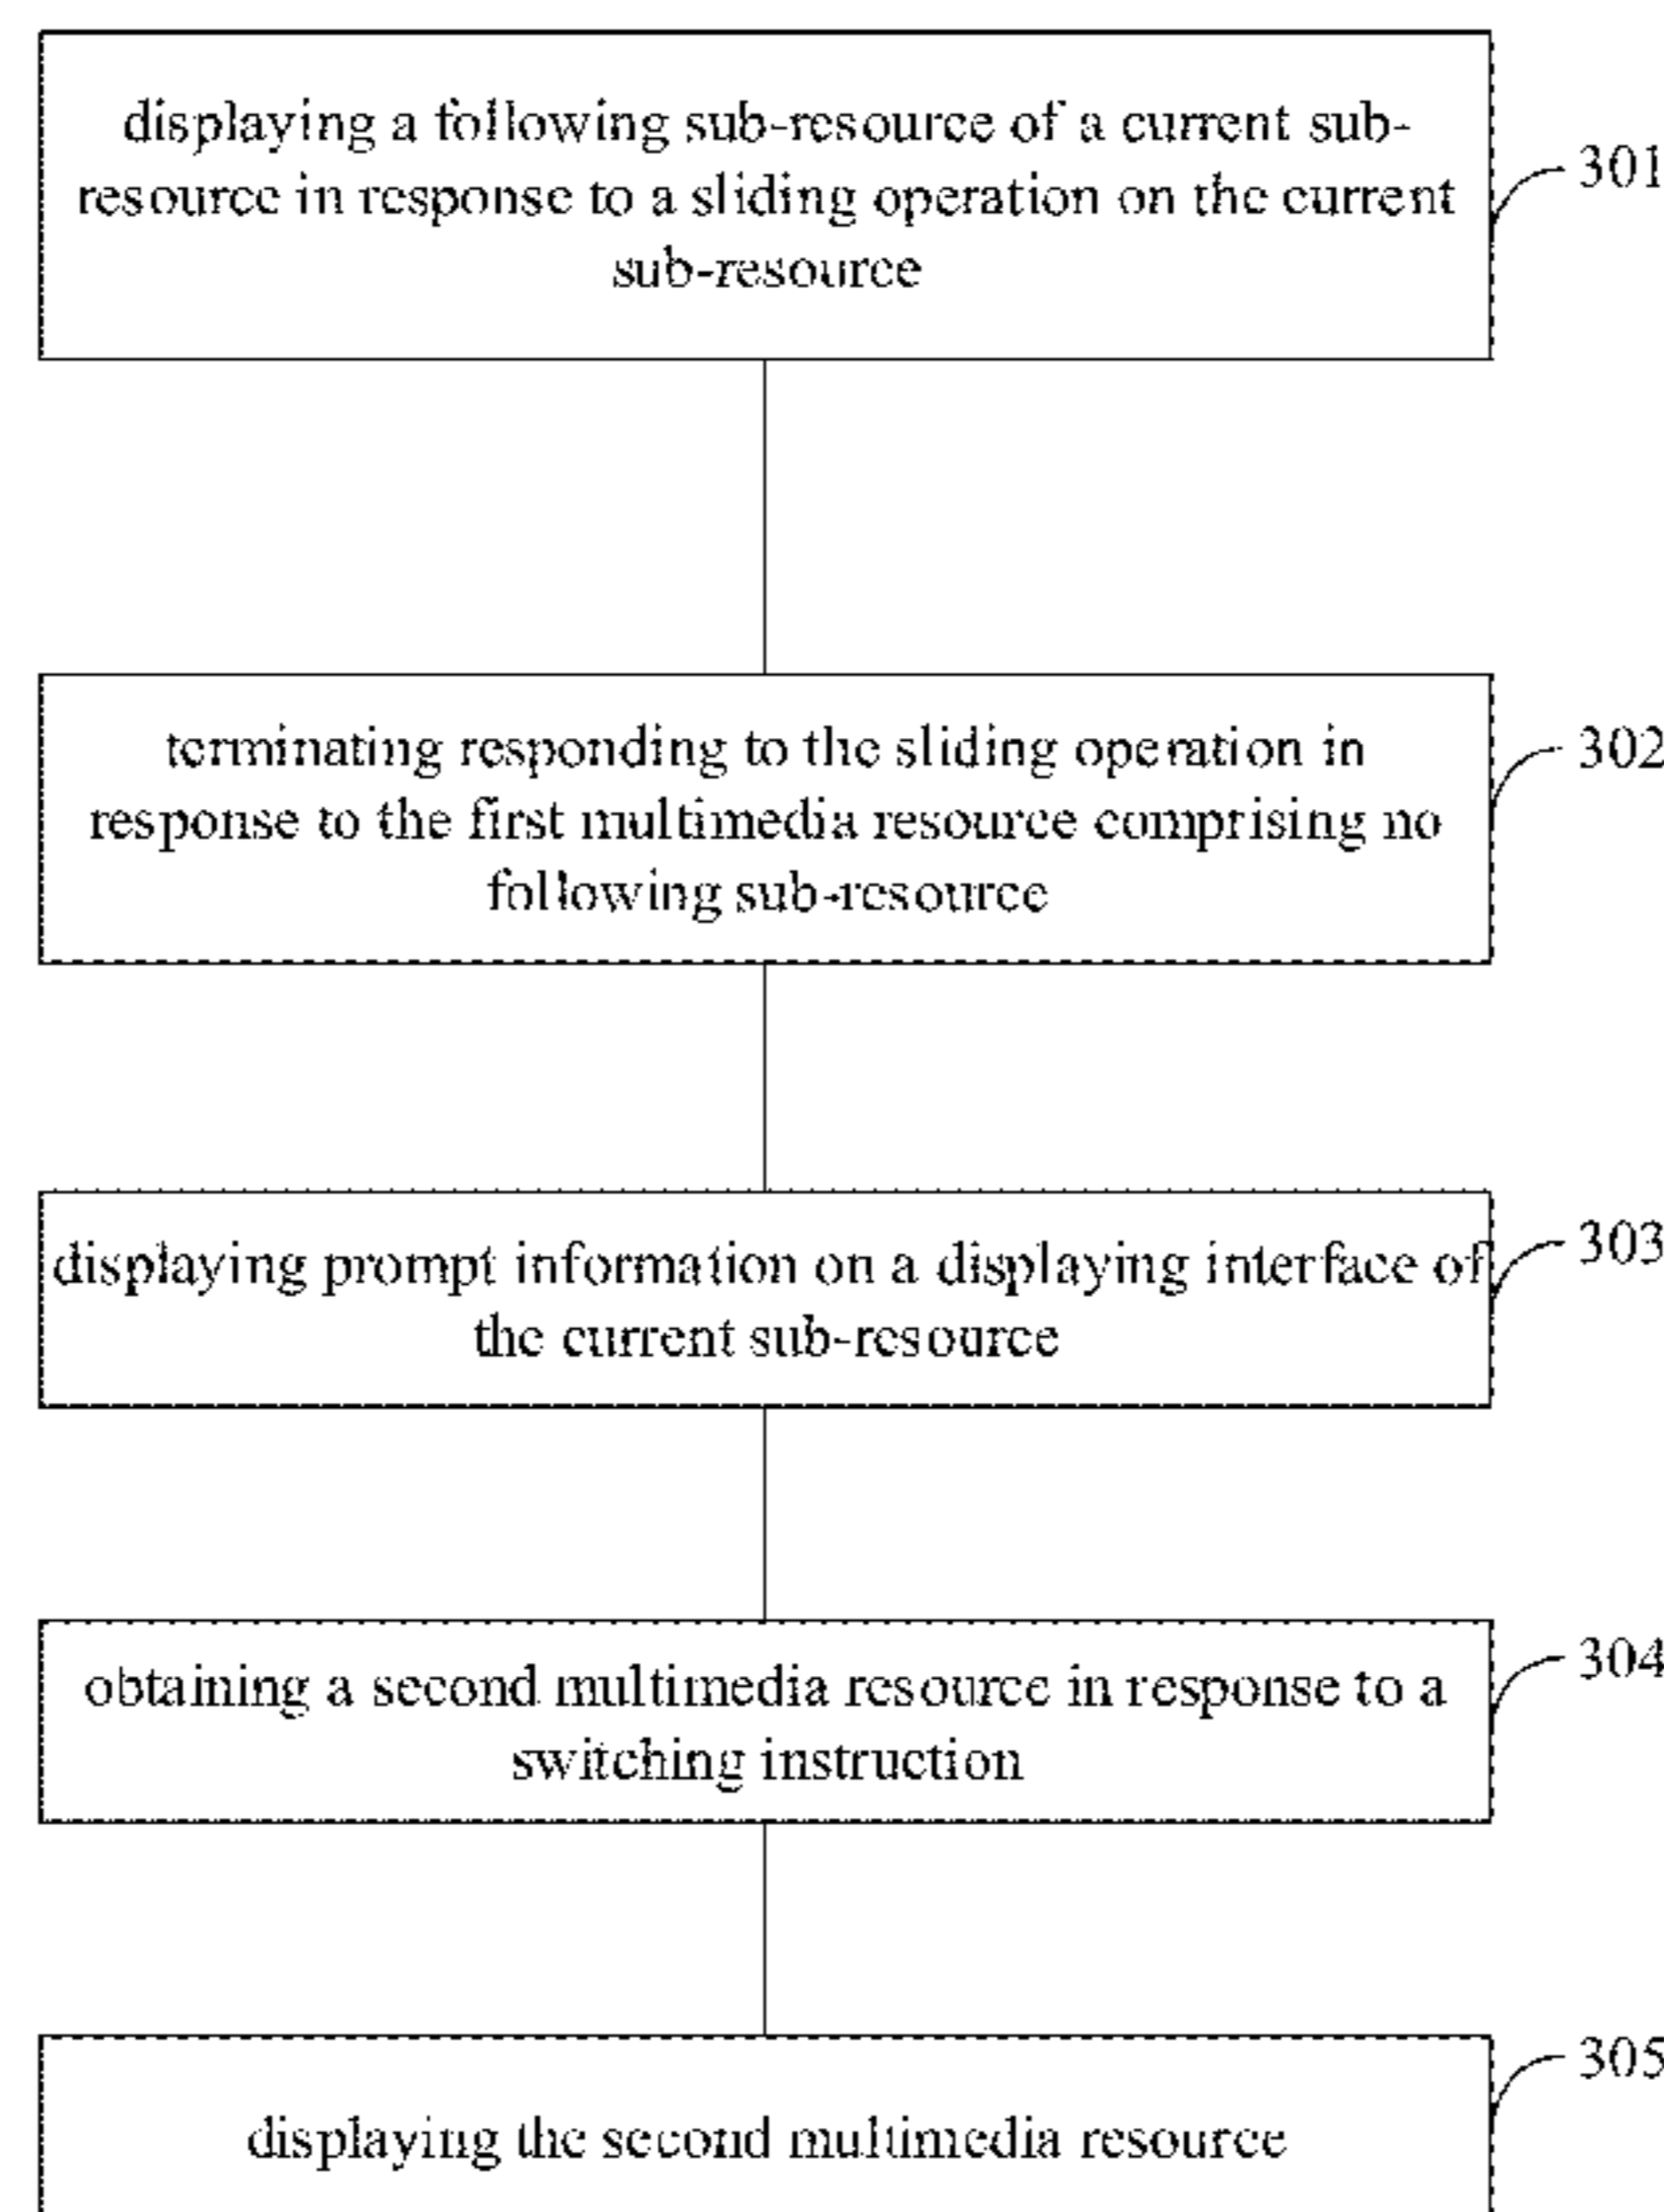 displaying a following sub-resource of a current sub-
resource in response to a sliding operation on the current
sub-resource
301
terminating responding to the sliding operation in
response to the first multimedia resource comprising no
following sub-resource
302
displaying prompt information on a displaying interface of
the current sub-resource
303
obtaining a second multimedia resource in response to a
switching instruction
304
displaying the second multimedia resource
305